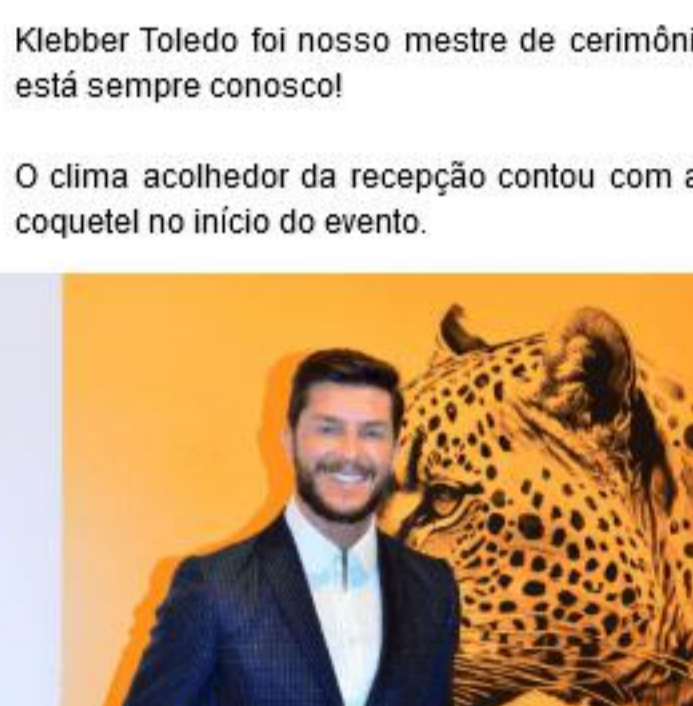 Klebber Toledo foi nosso mestre de cerimôni
está sempre conosco!
O clima acolhedor da recepção contou com a
coquetel no início do evento.